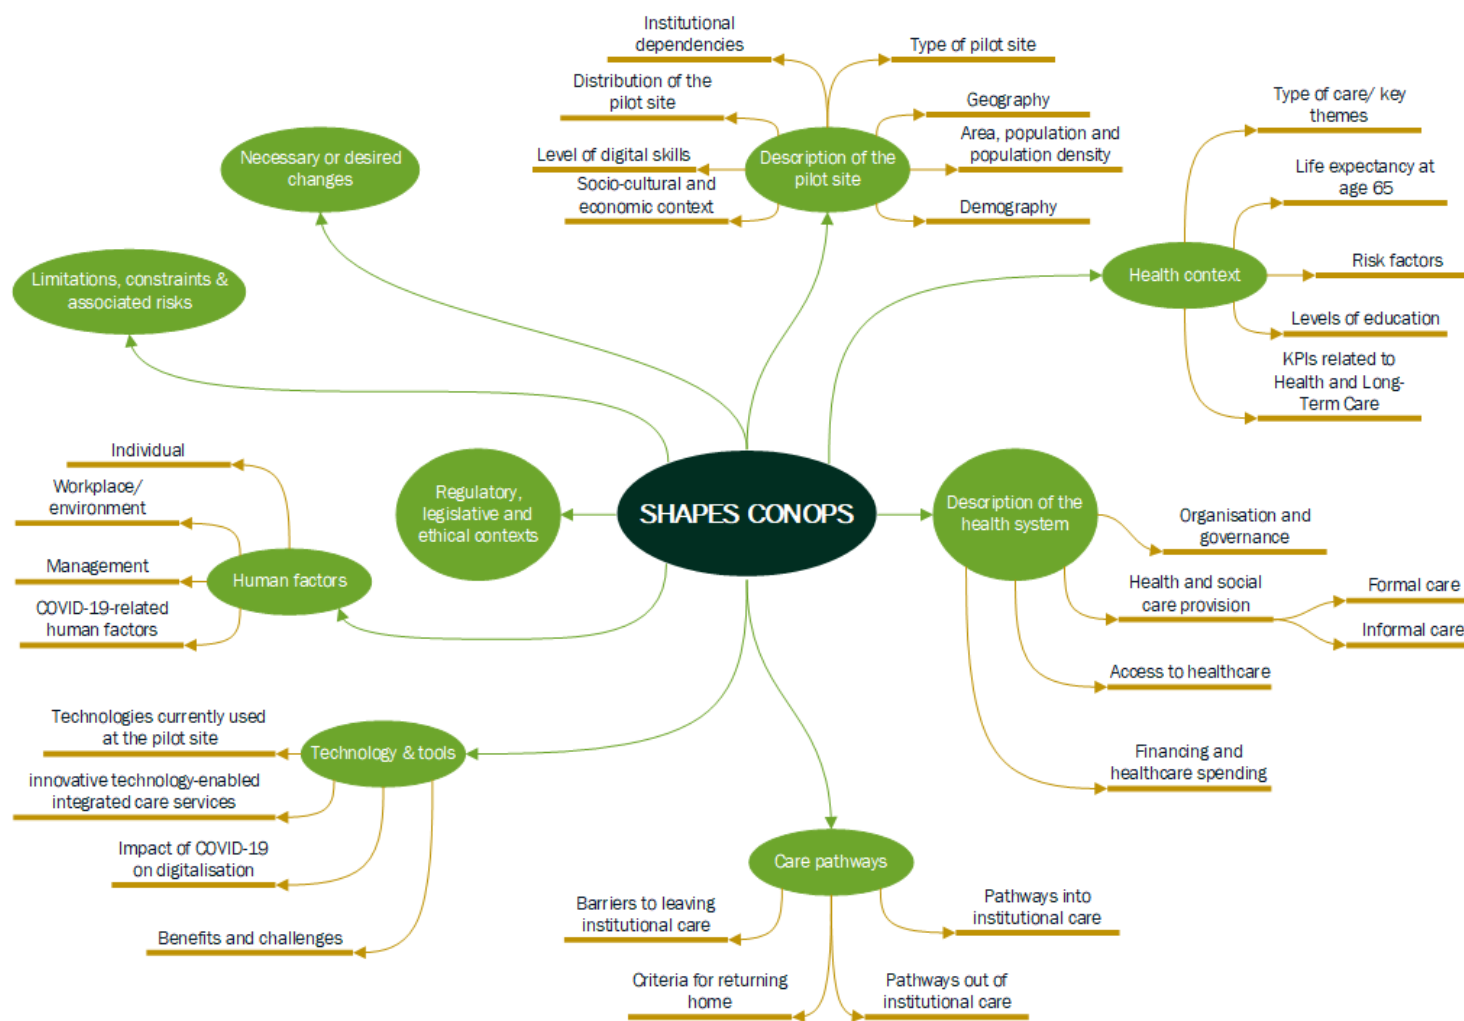 Institutional
dependencies
Type of pilot site
Distribution of the
pilot site
Geography
Level of digital skills
Area, population and
population density
Socio-cultural and
economic context
Demography
Description of the
pilot site
Necessary or desired
changes
Limitations, constraints &
associated risks
Type of care/ key
themes
Life expectancy at
age 65
Health context
Risk factors
Levels of education
KPIs related to
Health and Long-
Term Care
SHAPES CONOPS
Regulatory,
legislative and
ethical contexts
Description of the
health system
Organisation and
governance
Health and social
care provision
Formal care
Informal care
Access to healthcare
Financing and
healthcare spending
Individual
Workplace/
environment
Management
COVID-19-related
human factors
Human factors
Technologies currently used
at the pilot site
Technology & tools
innovative technology-enabled
integrated care services
Impact of COVID-19
on digitalisation
Benefits and challenges
Care pathways
Barriers to leaving
institutional care
Pathways into
institutional care
Criteria for returning
home
Pathways out of
institutional care